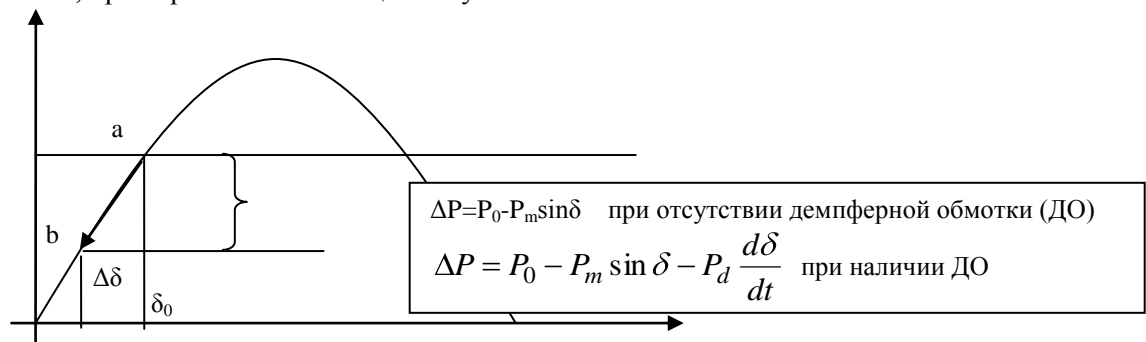 a
b
Δδ
δ₀
ΔP=P₀-Pₘsinδ при отсутствии демпферной обмотки (ДО)
ΔP = P₀ − Pₘ sin δ − P_d dδ/dt при наличии ДО